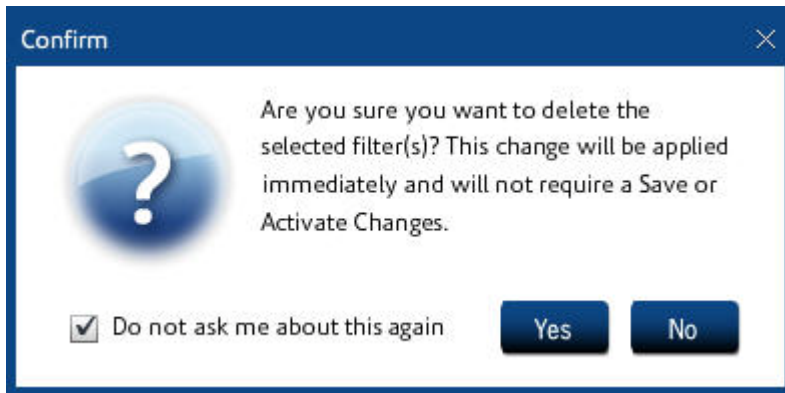 Confirm
Are you sure you want to delete the
selected filter(s)? This change will be applied
immediately and will not require a Save or
Activate Changes.
Do not ask me about this again
Yes
No